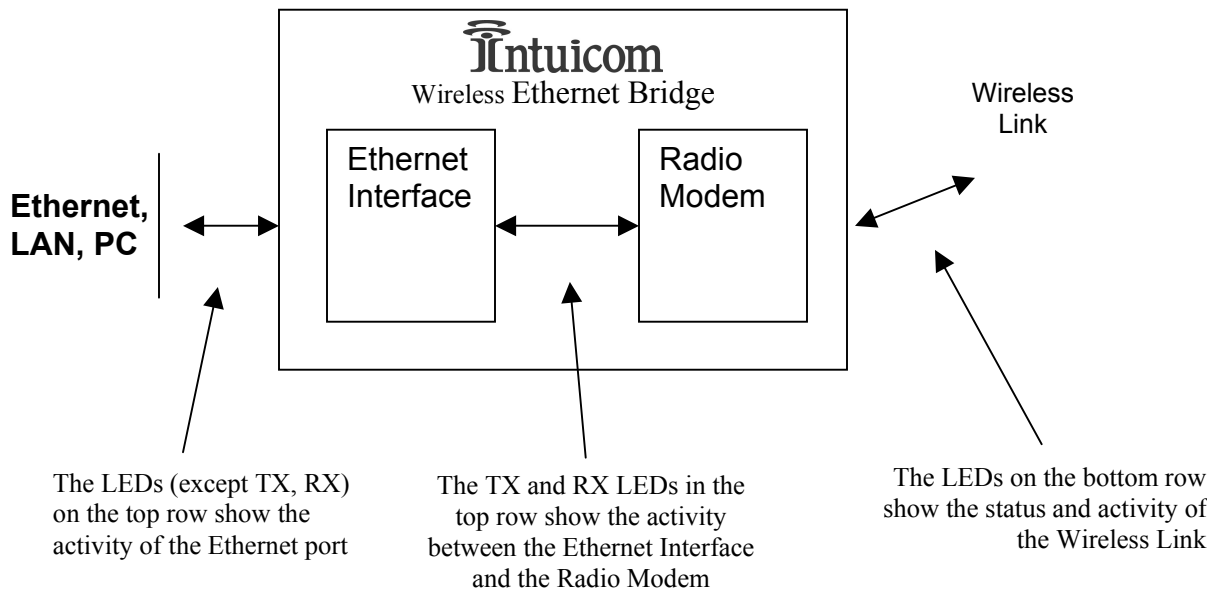 Intuicom
Wireless Ethernet Bridge
Wireless
Link
Ethernet
Interface
Radio
Modem
Ethernet,
LAN, PC
The LEDs (except TX, RX)
on the top row show the
activity of the Ethernet port
The TX and RX LEDs in the
top row show the activity
between the Ethernet Interface
and the Radio Modem
The LEDs on the bottom row
show the status and activity of
the Wireless Link